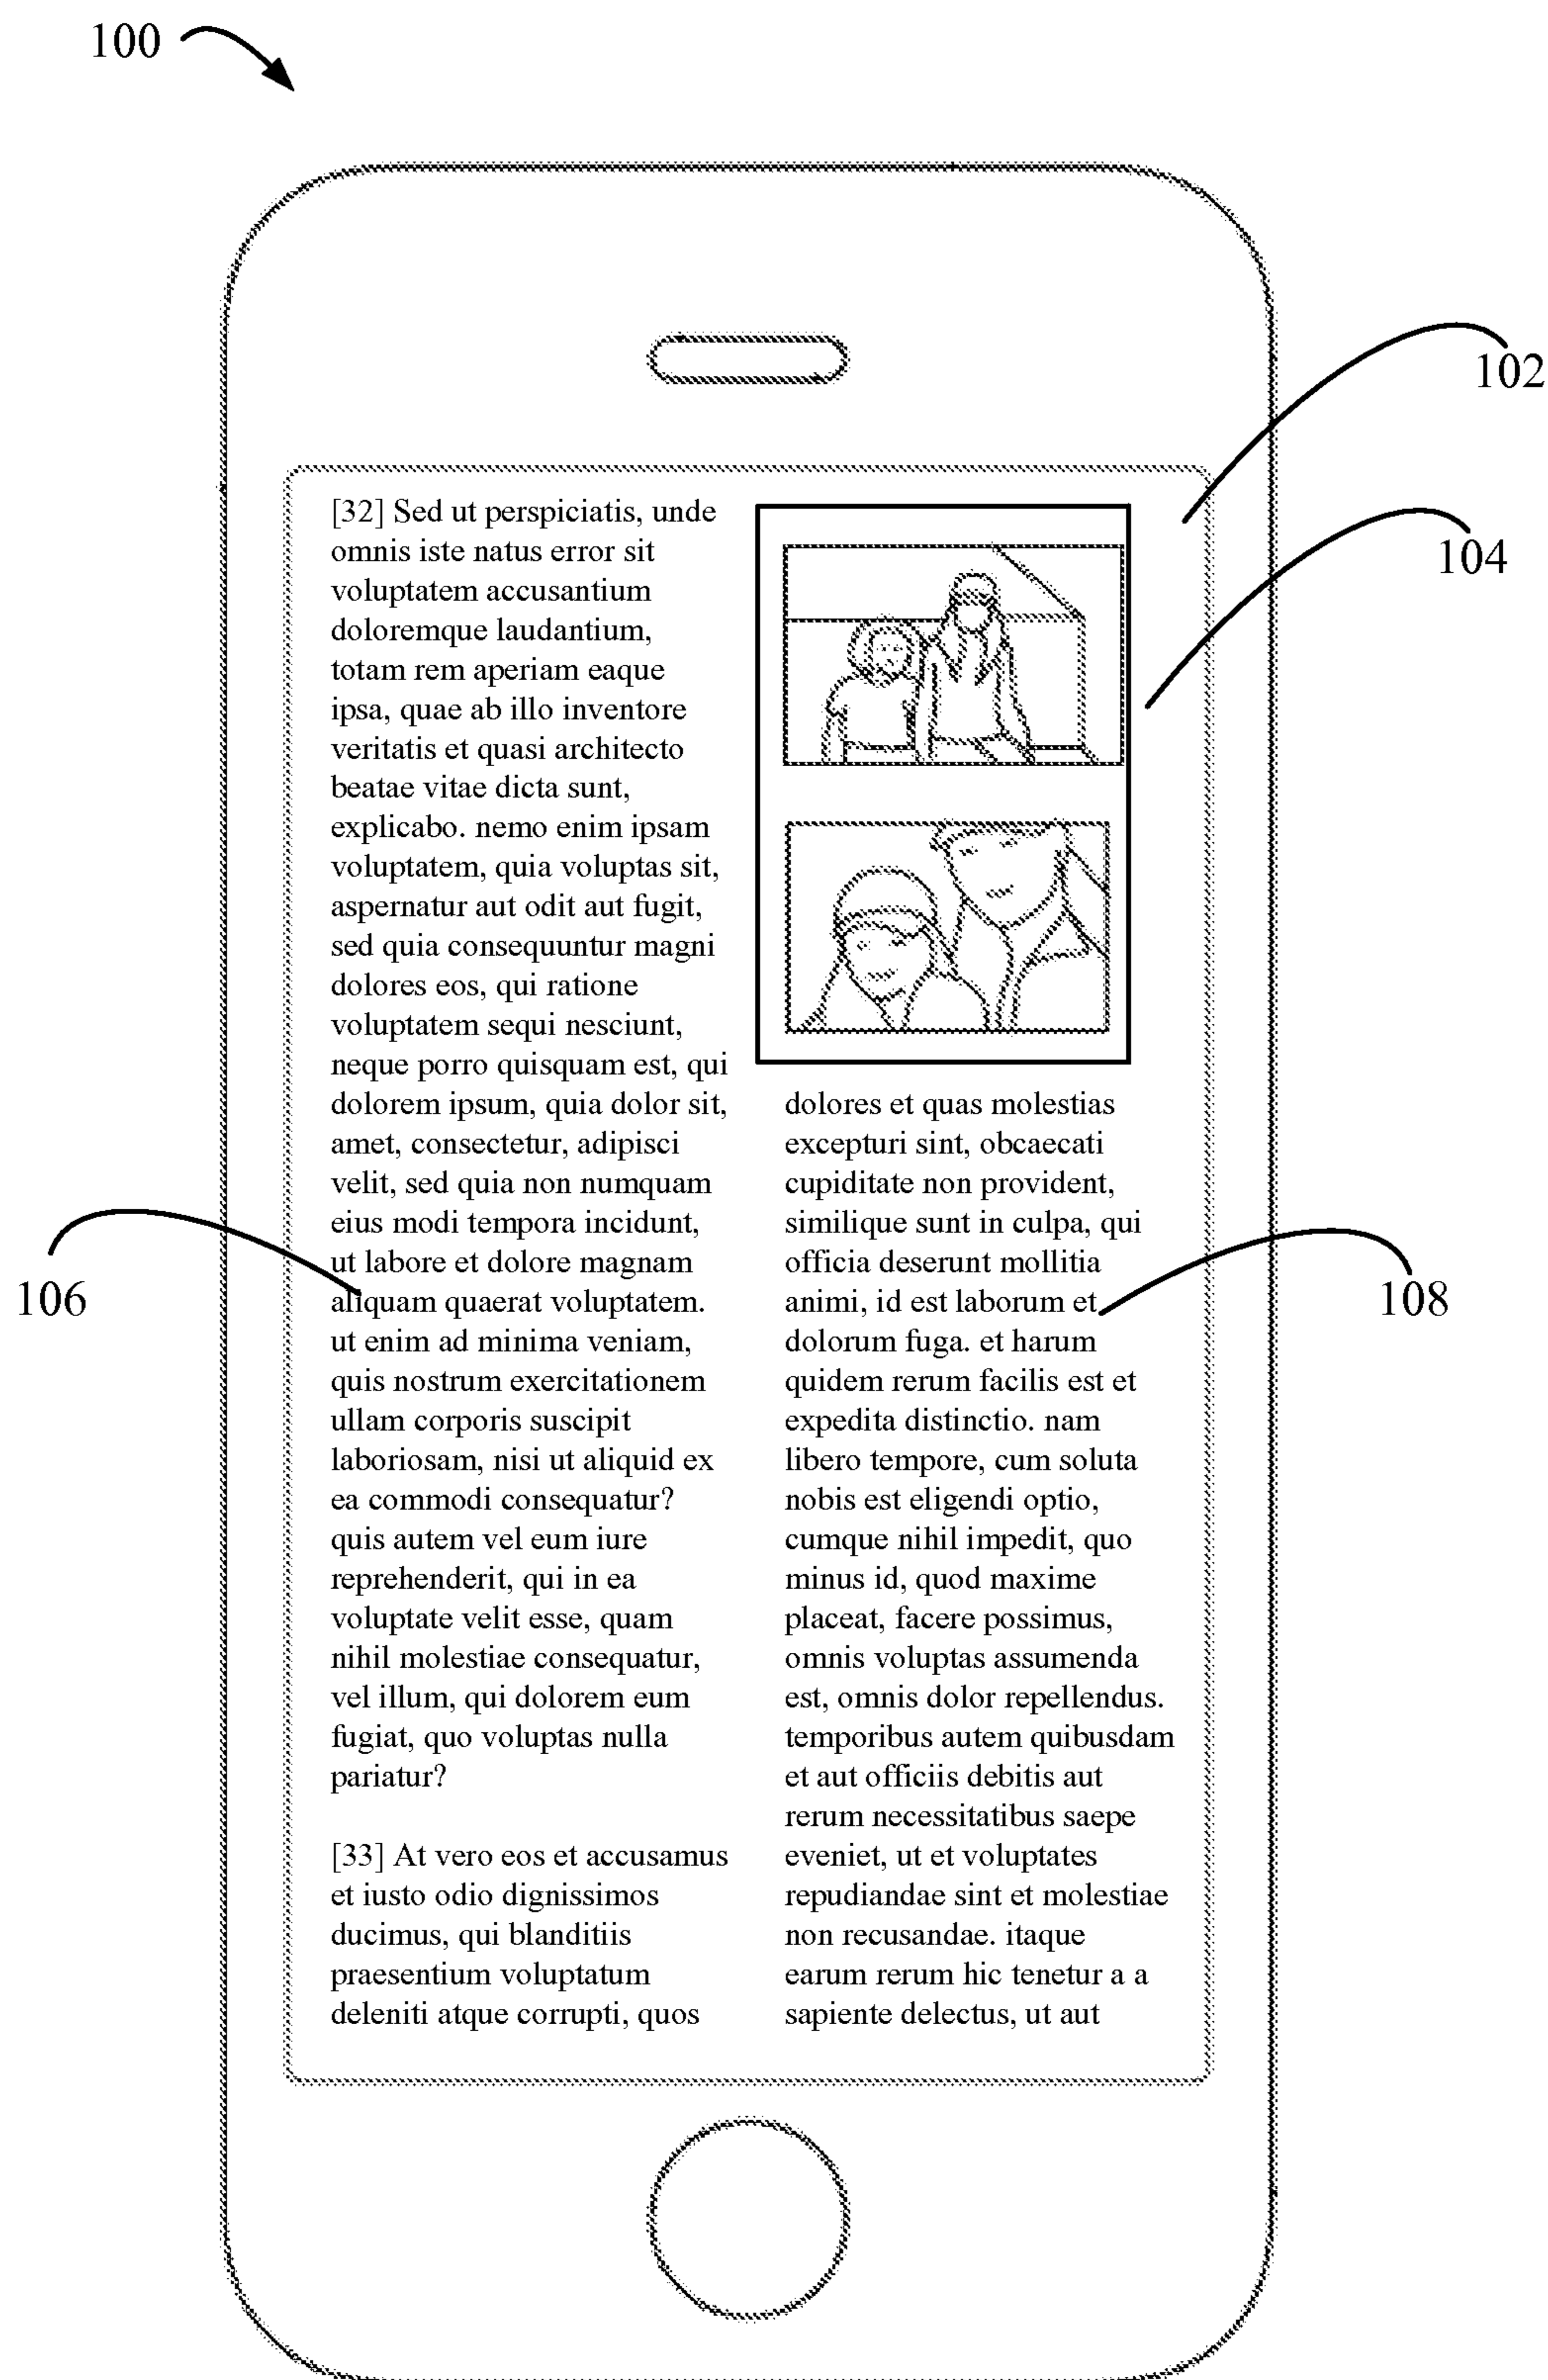 100
102
104
[32] Sed ut perspiciatis, unde
omnis iste natus error sit
voluptatem accusantium
doloremque laudantium,
totam rem aperiam eaque
ipsa, quae ab illo inventore
veritatis et quasi architecto
beatae vitae dicta sunt,
explicabo. nemo enim ipsam
voluptatem, quia voluptas sit,
aspernatur aut odit aut fugit,
sed quia consequuntur magni
dolores eos, qui ratione
voluptatem sequi nesciunt,
neque porro quisquam est, qui
dolorem ipsum, quia dolor sit,
amet, consectetur, adipisci
velit, sed quia non numquam
eius modi tempora incidunt,
ut labore et dolore magnam
aliquam quaerat voluptatem.
ut enim ad minima veniam,
quis nostrum exercitationem
ullam corporis suscipit
laboriosam, nisi ut aliquid ex
ea commodi consequatur?
quis autem vel eum iure
reprehenderit, qui in ea
voluptate velit esse, quam
nihil molestiae consequatur,
vel illum, qui dolorem eum
fugiat, quo voluptas nulla
pariatur?
[33] At vero eos et accusamus
et iusto odio dignissimos
ducimus, qui blanditiis
praesentium voluptatum
deleniti atque corrupti, quos
dolores et quas molestias
excepturi sint, obcaecati
cupiditate non provident,
similique sunt in culpa, qui
officia deserunt mollitia
animi, id est laborum et
dolorum fuga. et harum
quidem rerum facilis est et
expedita distinctio. nam
libero tempore, cum soluta
nobis est eligendi optio,
cumque nihil impedit, quo
minus id, quod maxime
placeat, facere possimus,
omnis voluptas assumenda
est, omnis dolor repellendus.
temporibus autem quibusdam
et aut officiis debitis aut
rerum necessitatibus saepe
eveniet, ut et voluptates
repudiandae sint et molestiae
non recusandae. itaque
earum rerum hic tenetur a a
sapiente delectus, ut aut
106
108